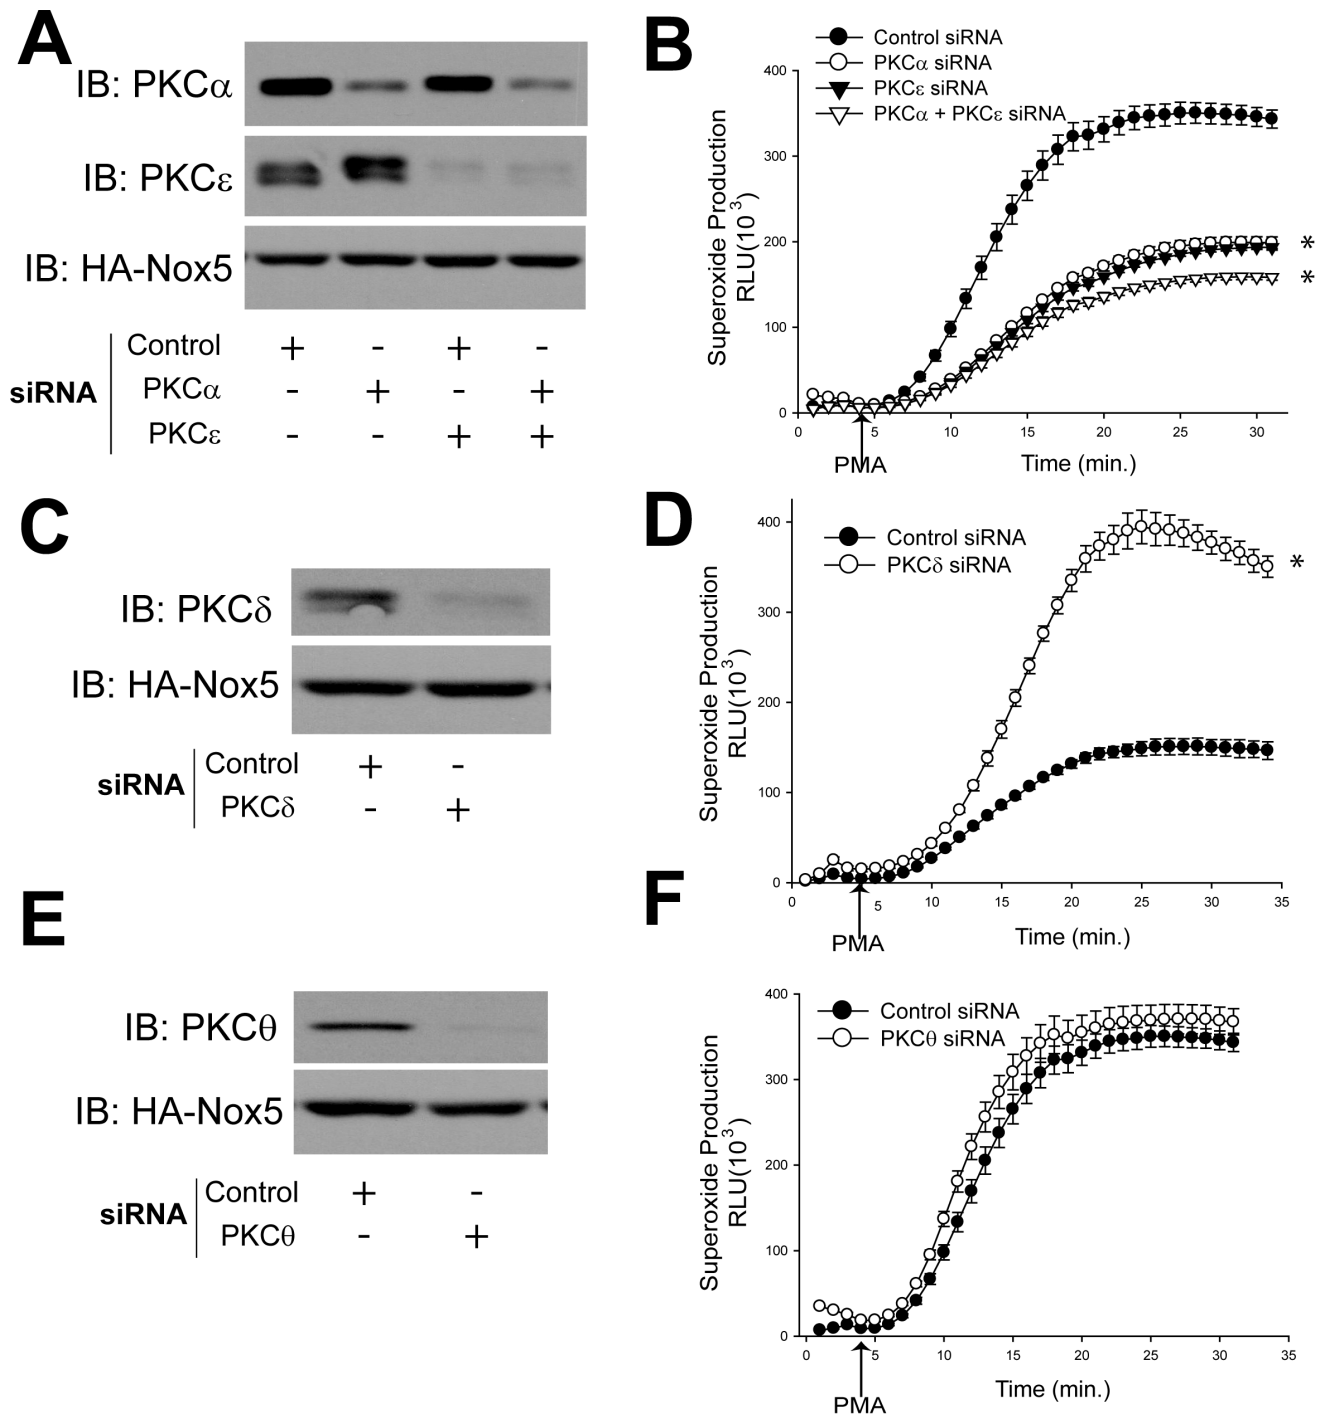 A
IB: PKCα
IB: PKCε
IB: HA-Nox5
siRNA
Control + - + -
PKCα - + - +
PKCε - - + +
B
Control siRNA
PKCα siRNA
PKCε siRNA
PKCα + PKCε siRNA
Superoxide Production
RLU(10³)
400
300
200
100
0
*
*
0 5 10 15 20 25 30
PMA
Time (min.)
C
IB: PKCδ
IB: HA-Nox5
siRNA
Control + -
PKCδ - +
D
Control siRNA
PKCδ siRNA
Superoxide Production
RLU(10³)
400
300
200
100
0
*
0 5 10 15 20 25 30 35
PMA
Time (min.)
E
IB: PKCθ
IB: HA-Nox5
siRNA
Control + -
PKCθ - +
F
Control siRNA
PKCθ siRNA
Superoxide Production
RLU(10³)
400
300
200
100
0
0 5 10 15 20 25 30 35
PMA
Time (min.)